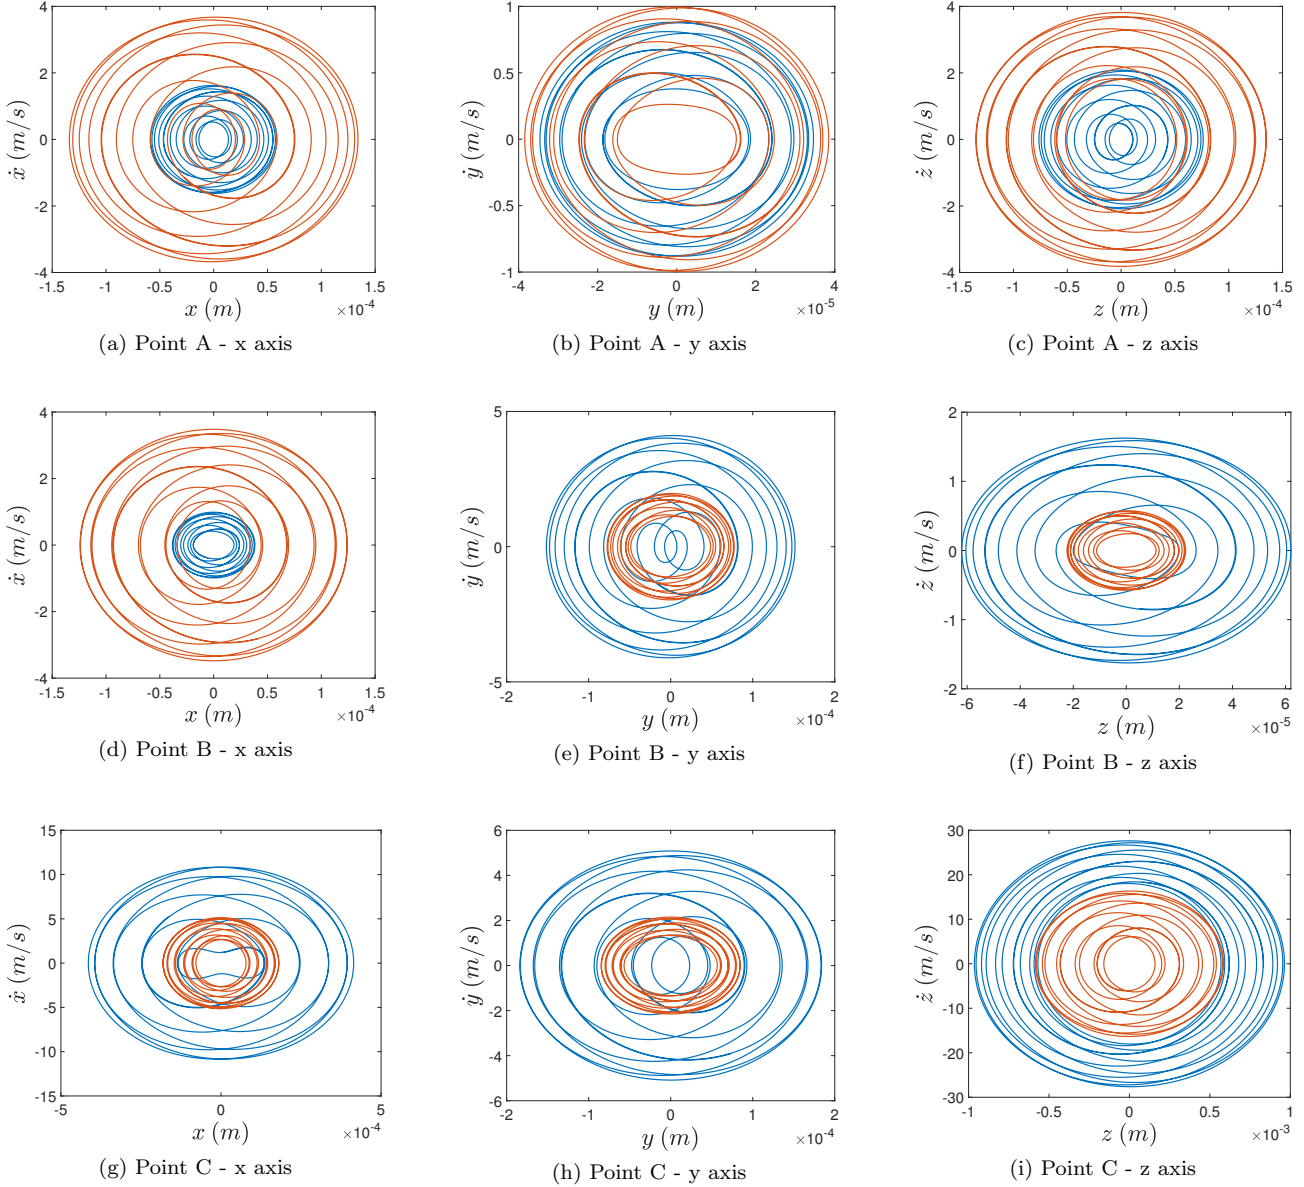 4
2
0
-2
-4
ẋ (m/s)
-1.5 -1 -0.5 0 0.5 1 1.5
x (m) ×10⁻⁴
(a) Point A - x axis
1
0.5
0
-0.5
-1
ẏ (m/s)
-4 -2 0 2 4
y (m) ×10⁻⁵
(b) Point A - y axis
4
2
0
-2
-4
ż (m/s)
-1.5 -1 -0.5 0 0.5 1 1.5
z (m) ×10⁻⁴
(c) Point A - z axis
4
2
0
-2
-4
ẋ (m/s)
-1.5 -1 -0.5 0 0.5 1 1.5
x (m) ×10⁻⁴
(d) Point B - x axis
5
0
-5
ẏ (m/s)
-2 -1 0 1 2
y (m) ×10⁻⁴
(e) Point B - y axis
2
1
0
-1
-2
ż (m/s)
-6 -4 -2 0 2 4 6
z (m) ×10⁻⁵
(f) Point B - z axis
15
10
5
0
-5
-10
-15
ẋ (m/s)
-5 0 5
x (m) ×10⁻⁴
(g) Point C - x axis
6
4
2
0
-2
-4
-6
ẏ (m/s)
-2 -1 0 1 2
y (m) ×10⁻⁴
(h) Point C - y axis
30
20
10
0
-10
-20
-30
ż (m/s)
-1 -0.5 0 0.5 1
z (m) ×10⁻³
(i) Point C - z axis